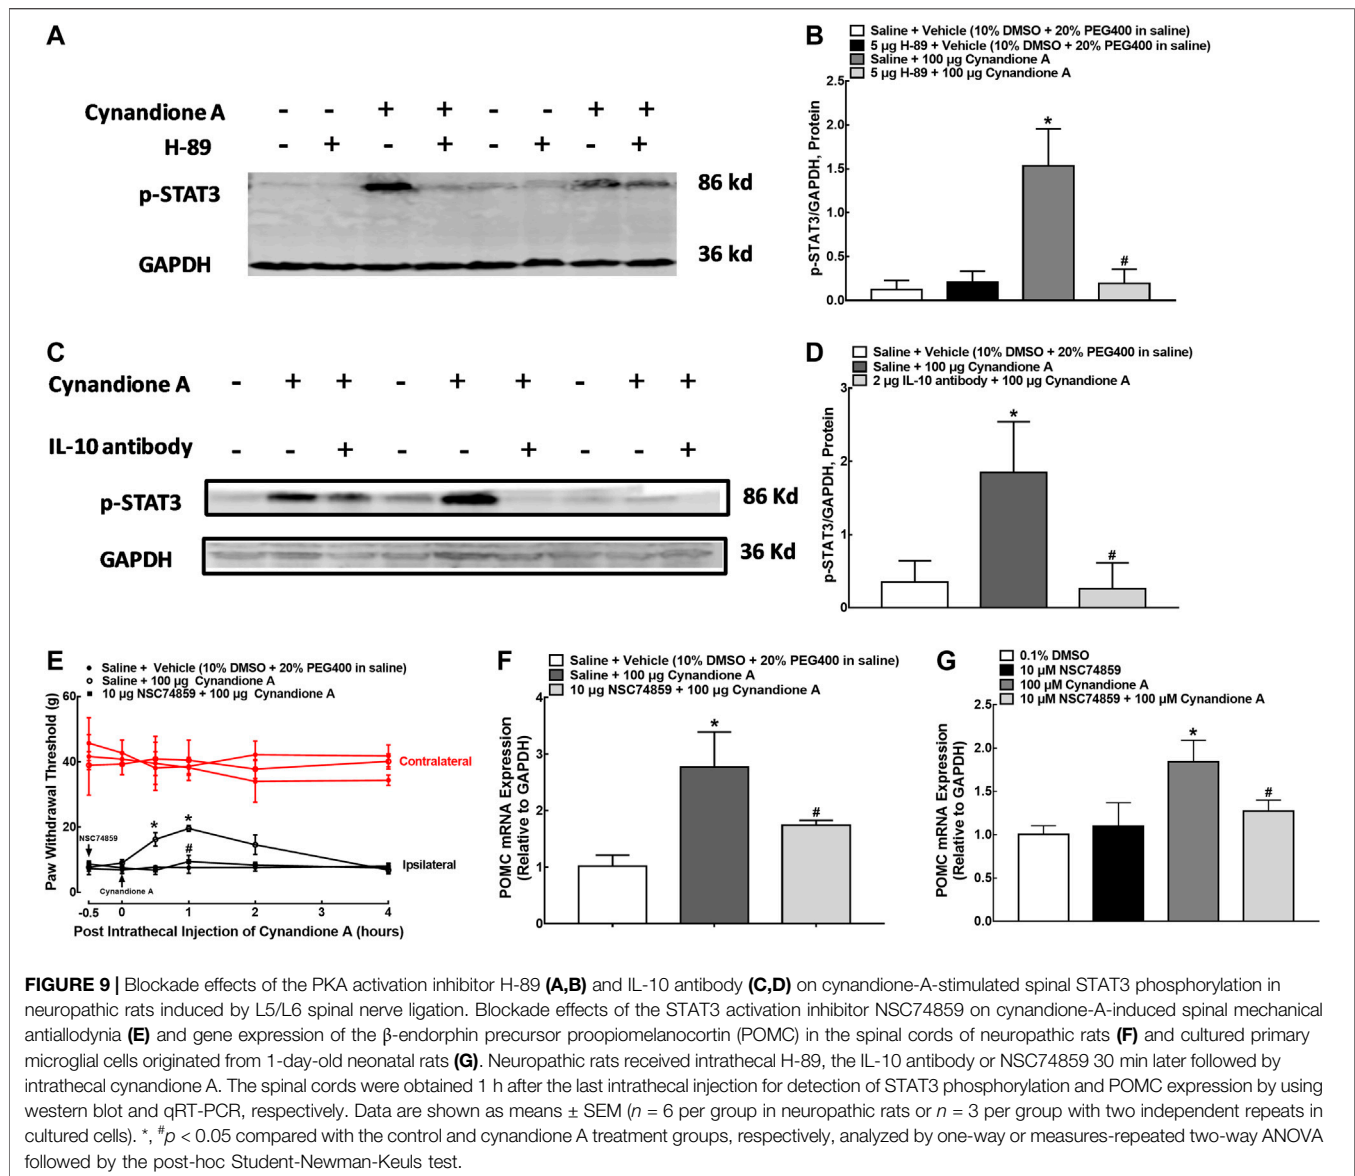 A
Cynandione A - - + + - - + +
H-89 - + - + - + - +
p-STAT3
86 kd
GAPDH
36 kd
B
Saline + Vehicle (10% DMSO + 20% PEG400 in saline)
5 µg H-89 + Vehicle (10% DMSO + 20% PEG400 in saline)
Saline + 100 µg Cynandione A
5 µg H-89 + 100 µg Cynandione A
p-STAT3/GAPDH, Protein
2.5
2.0
1.5
1.0
0.5
0.0
*
#
C
Cynandione A - + + - + + - + +
IL-10 antibody - - + - - + - - +
p-STAT3
86 Kd
GAPDH
36 Kd
D
Saline + Vehicle (10% DMSO + 20% PEG400 in saline)
Saline + 100 µg Cynandione A
2 µg IL-10 antibody + 100 µg Cynandione A
p-STAT3/GAPDH, Protein
3
2
1
0
*
#
E
Saline + Vehicle (10% DMSO + 20% PEG400 in saline)
Saline + 100 µg Cynandione A
10 µg NSC74859 + 100 µg Cynandione A
Paw Withdrawal Threshold (g)
60
40
20
0
Contralateral
NSC74859
* *
#
Ipsilateral
Cynandione A
-0.5 0 1 2 3 4
Post Intrathecal Injection of Cynandione A (hours)
F
Saline + Vehicle (10% DMSO + 20% PEG400 in saline)
Saline + 100 µg Cynandione A
10 µg NSC74859 + 100 µg Cynandione A
POMC mRNA Expression
(Relative to GAPDH)
4
3
2
1
0
*
#
G
0.1% DMSO
10 µM NSC74859
100 µM Cynandione A
10 µM NSC74859 + 100 µM Cynandione A
POMC mRNA Expression
(Relative to GAPDH)
2.5
2.0
1.5
1.0
0.5
0.0
*
#
FIGURE 9 | Blockade effects of the PKA activation inhibitor H-89 (A,B) and IL-10 antibody (C,D) on cynandione-A-stimulated spinal STAT3 phosphorylation in
neuropathic rats induced by L5/L6 spinal nerve ligation. Blockade effects of the STAT3 activation inhibitor NSC74859 on cynandione-A-induced spinal mechanical
antiallodynia (E) and gene expression of the β-endorphin precursor proopiomelanocortin (POMC) in the spinal cords of neuropathic rats (F) and cultured primary
microglial cells originated from 1-day-old neonatal rats (G). Neuropathic rats received intrathecal H-89, the IL-10 antibody or NSC74859 30 min later followed by
intrathecal cynandione A. The spinal cords were obtained 1 h after the last intrathecal injection for detection of STAT3 phosphorylation and POMC expression by using
western blot and qRT-PCR, respectively. Data are shown as means ± SEM (n = 6 per group in neuropathic rats or n = 3 per group with two independent repeats in
cultured cells). *, #p < 0.05 compared with the control and cynandione A treatment groups, respectively, analyzed by one-way or measures-repeated two-way ANOVA
followed by the post-hoc Student-Newman-Keuls test.